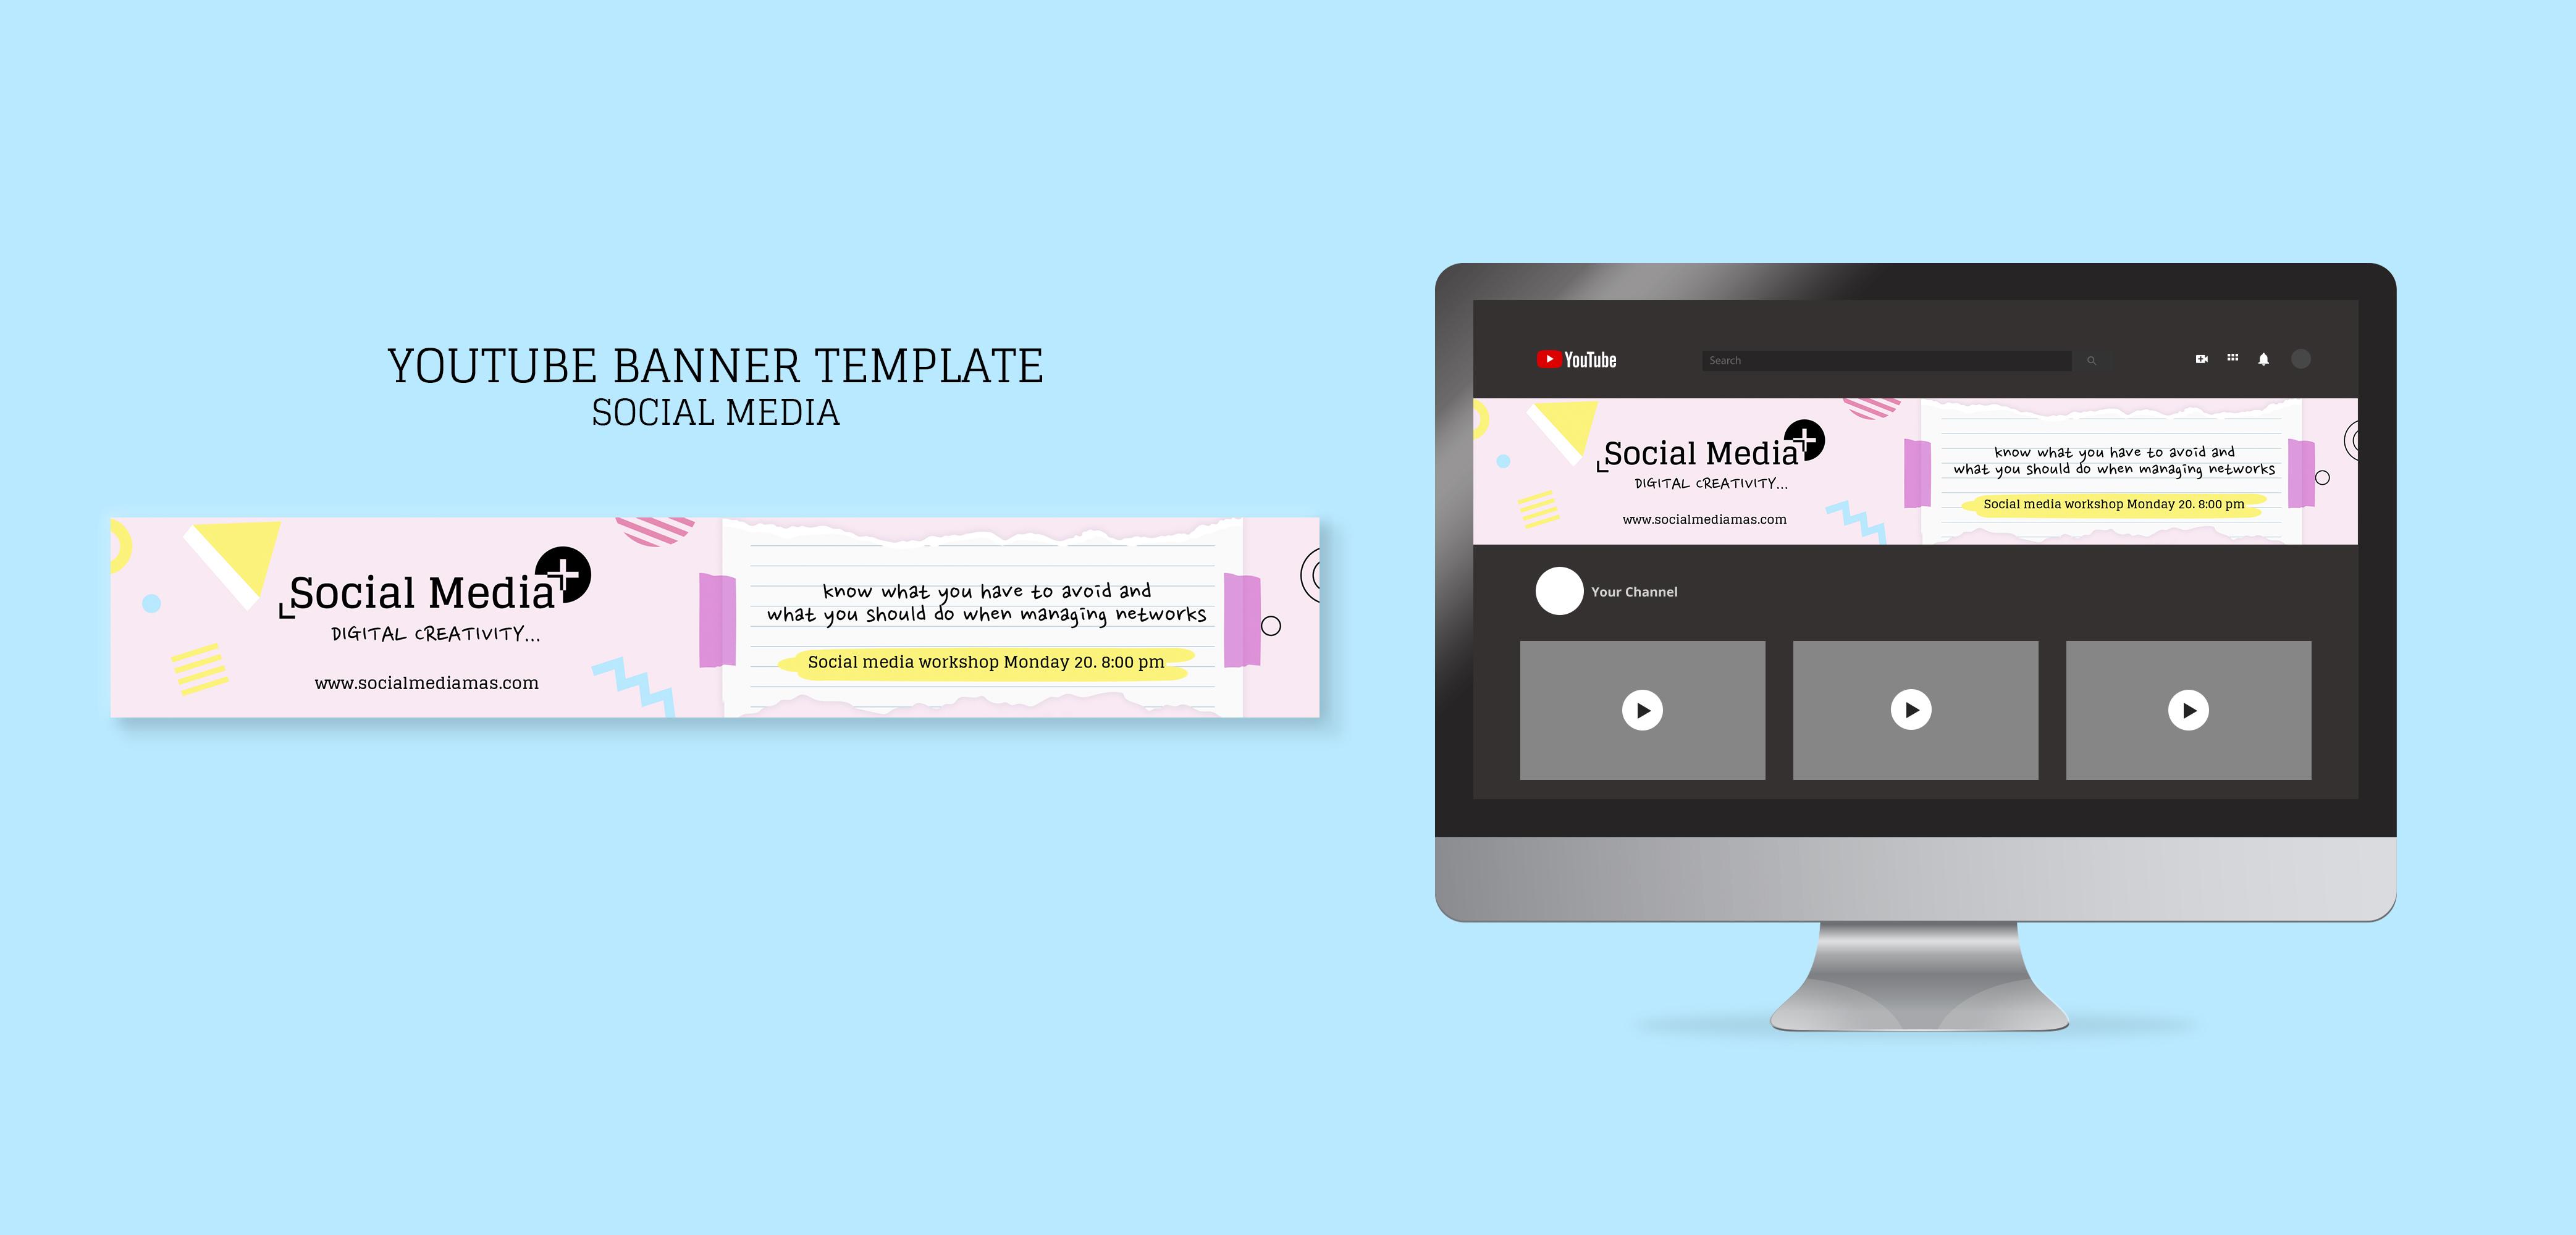 YOUTUBE BANNER TEMPLATE
SOCIAL MEDIA
Social Media
DIGITAL CREATIVITY...
www.socialmediamas.com
know what you have to avoid and
what you should do when managing networks
Social media workshop Monday 20. 8:00 pm
YouTube
Search
Social Media
DIGITAL CREATIVITY...
www.socialmediamas.com
know what you have to avoid and
what you should do when managing networks
Social media workshop Monday 20. 8:00 pm
Your Channel